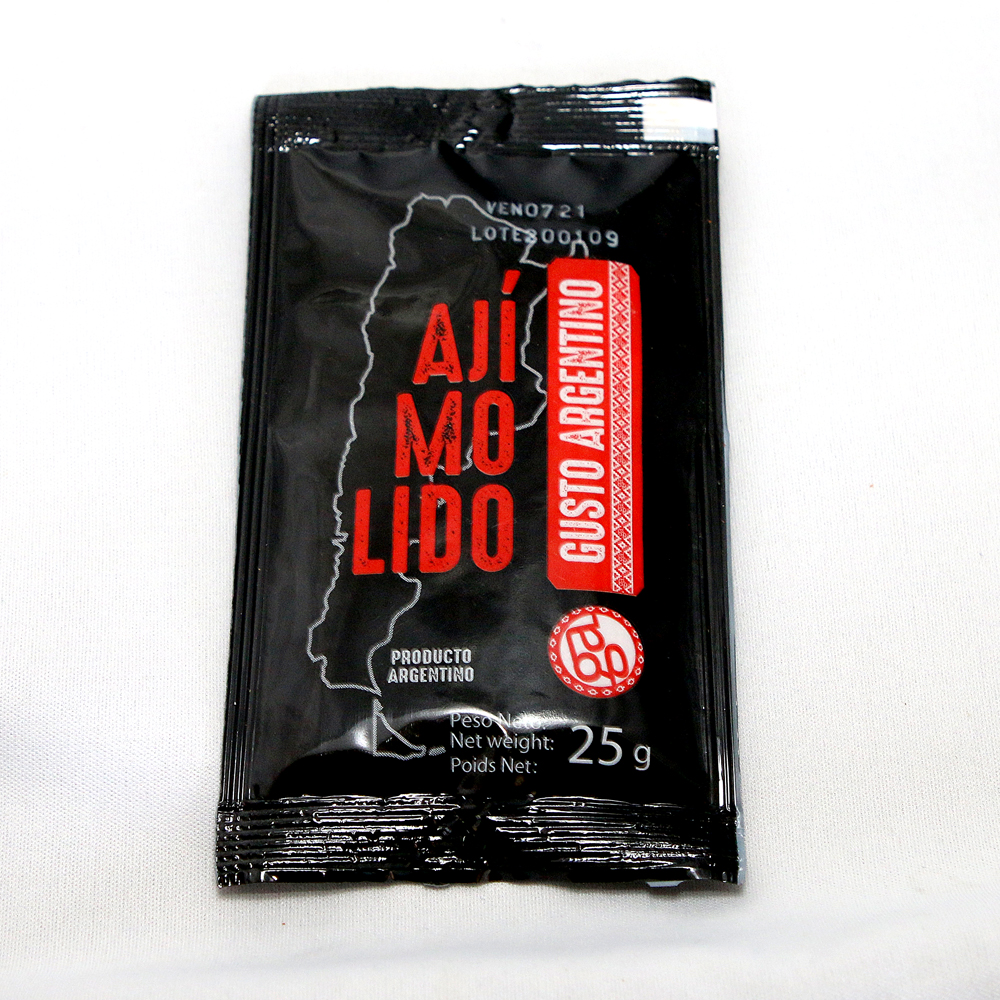 VEN0721
LOTE300109
AJÍ
MO
LIDO
GUSTO ARGENTINO
PRODUCTO
ARGENTINO
Peso Neto:
Net weight:
Poids Net:
25 g